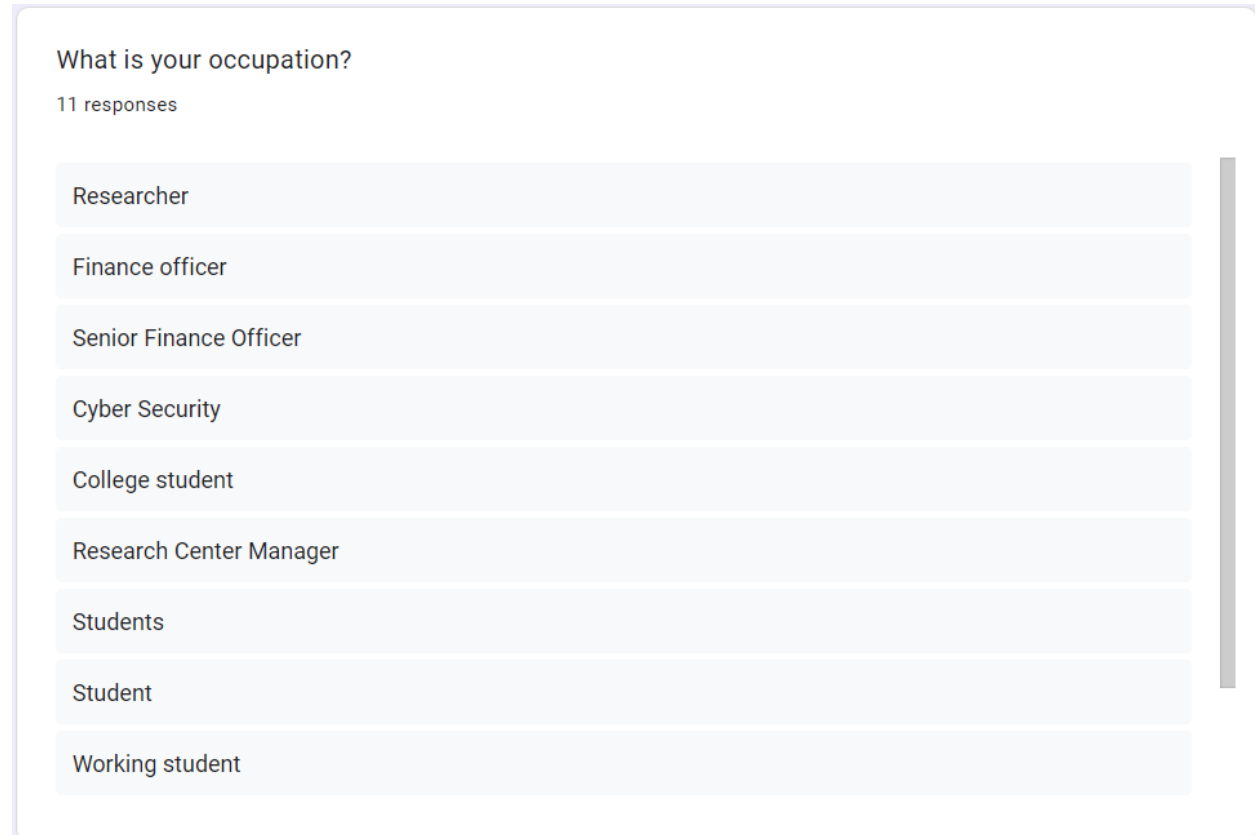 What is your occupation?
11 responses
Researcher
Finance officer
Senior Finance Officer
Cyber Security
College student
Research Center Manager
Students
Student
Working student